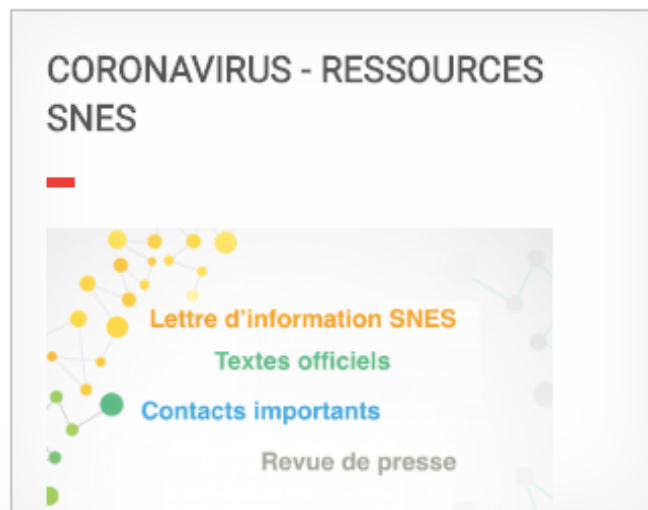 CORONAVIRUS - RESSOURCES
SNES
Lettre d'information SNES
Textes officiels
Contacts importants
Revue de presse